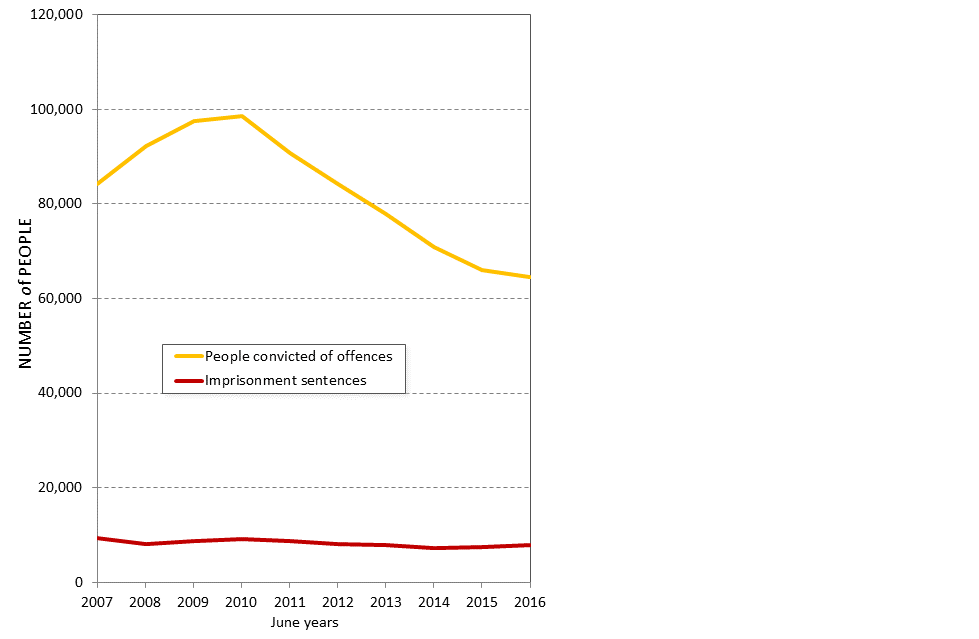 120,000
100,000
80,000
60,000
40,000
20,000
0
NUMBER of PEOPLE
People convicted of offences
Imprisonment sentences
2007 2008 2009 2010 2011 2012 2013 2014 2015 2016
June years